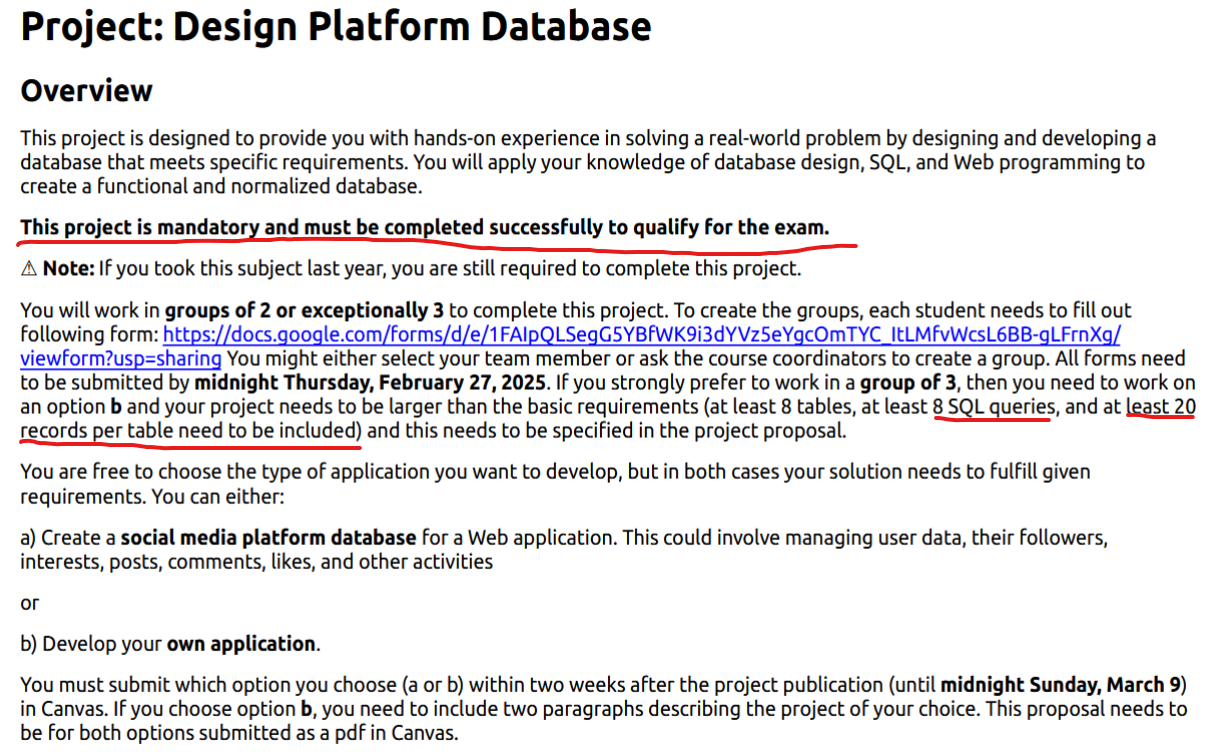 Project: Design Platform Database
Overview
This project is designed to provide you with hands-on experience in solving a real-world problem by designing and developing a
database that meets specific requirements. You will apply your knowledge of database design, SQL, and Web programming to
create a functional and normalized database.
This project is mandatory and must be completed successfully to qualify for the exam.
⚠ Note: If you took this subject last year, you are still required to complete this project.
You will work in groups of 2 or exceptionally 3 to complete this project. To create the groups, each student needs to fill out
following form: https://docs.google.com/forms/d/e/1FAIpQLSegG5YBfWK9i3dYVz5eYgcOmTYC_ItLMfvWcsL6BB-gLFrnXg/
viewform?usp=sharing You might either select your team member or ask the course coordinators to create a group. All forms need
to be submitted by midnight Thursday, February 27, 2025. If you strongly prefer to work in a group of 3, then you need to work on
an option b and your project needs to be larger than the basic requirements (at least 8 tables, at least 8 SQL queries, and at least 20
records per table need to be included) and this needs to be specified in the project proposal.
You are free to choose the type of application you want to develop, but in both cases your solution needs to fulfill given
requirements. You can either:
a) Create a social media platform database for a Web application. This could involve managing user data, their followers,
interests, posts, comments, likes, and other activities
or
b) Develop your own application.
You must submit which option you choose (a or b) within two weeks after the project publication (until midnight Sunday, March 9)
in Canvas. If you choose option b, you need to include two paragraphs describing the project of your choice. This proposal needs to
be for both options submitted as a pdf in Canvas.